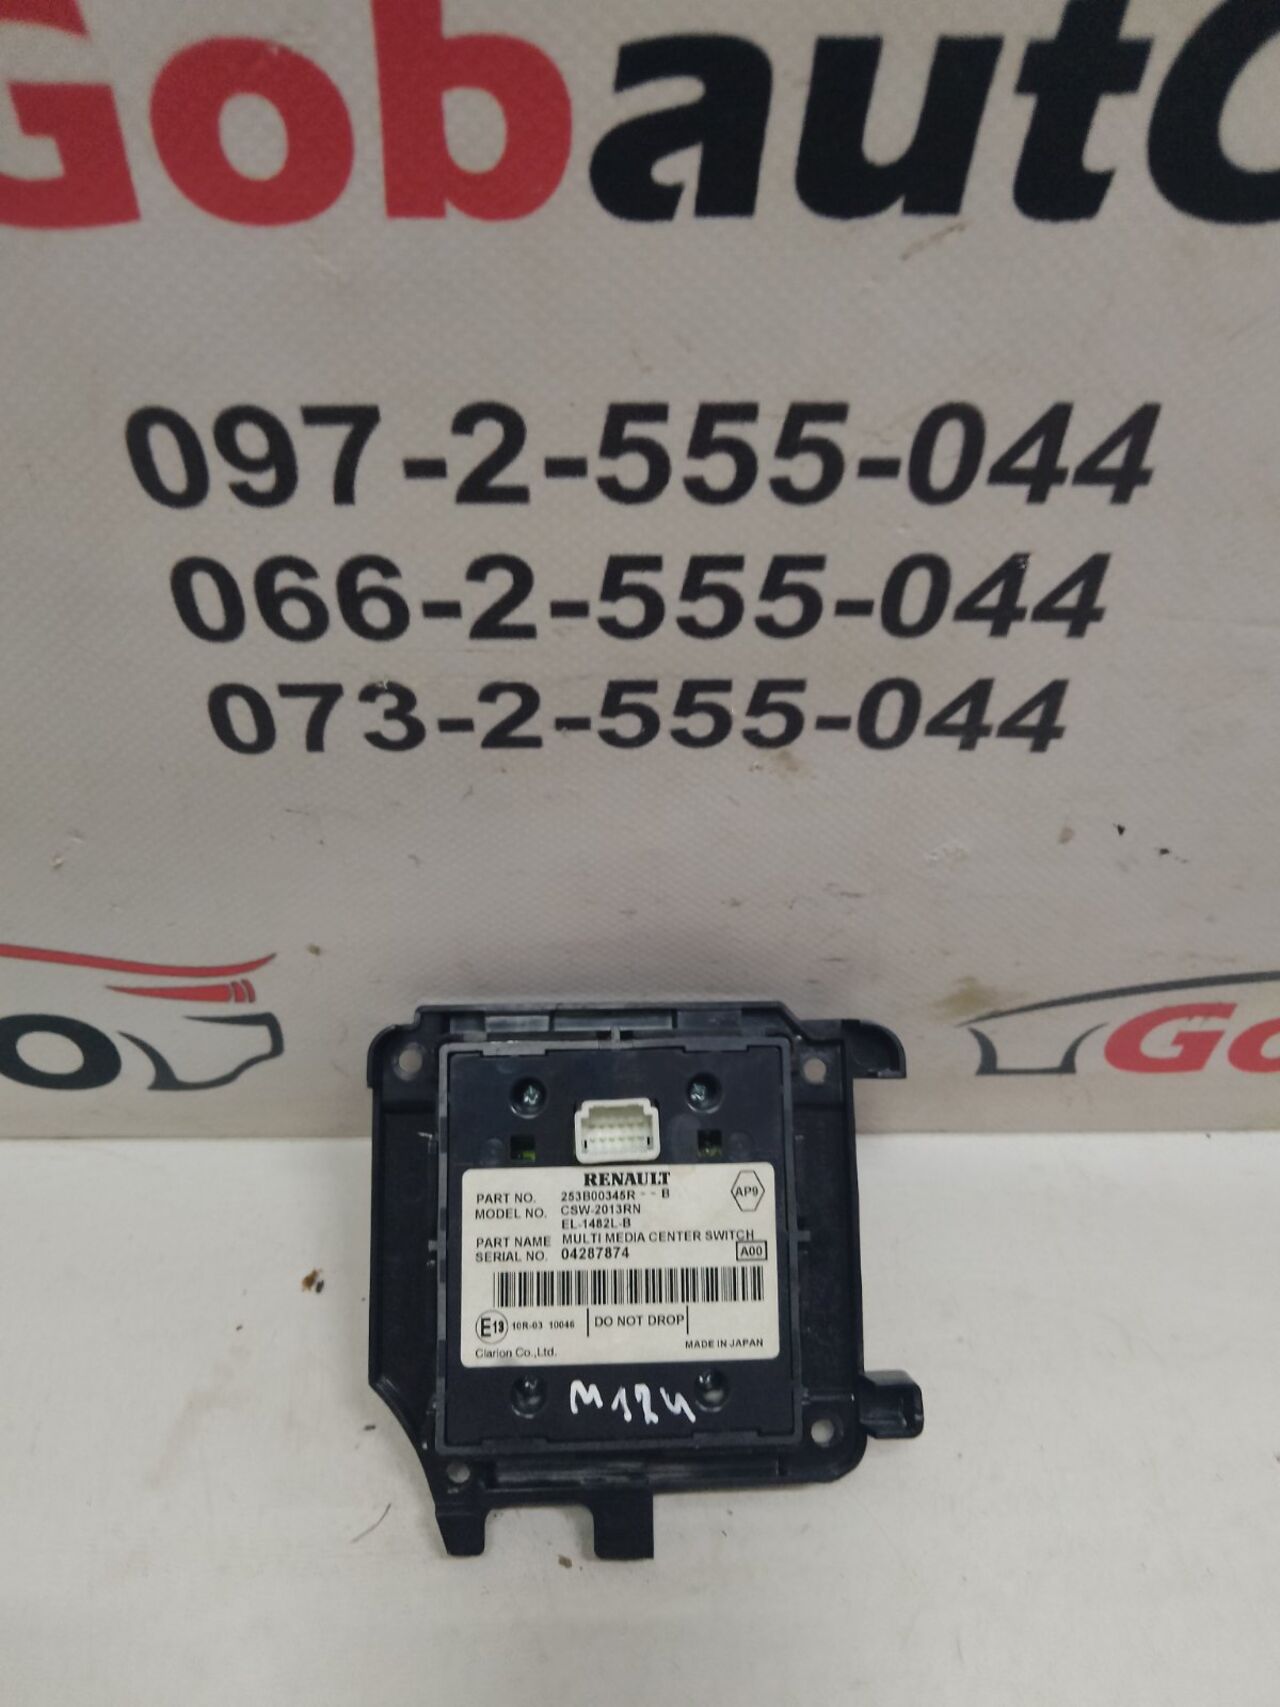 Gobauto
097-2-555-044
066-2-555-044
073-2-555-044
O
Go
RENAULT
PART NO. 253B00345R - - B
AP9
MODEL NO. CSW-2013RN
EL-1482L-B
PART NAME MULTI MEDIA CENTER SWITCH
SERIAL NO. 04287874
A00
E13 10R-03 10046 DO NOT DROP
Clarion Co.,Ltd. MADE IN JAPAN
M124